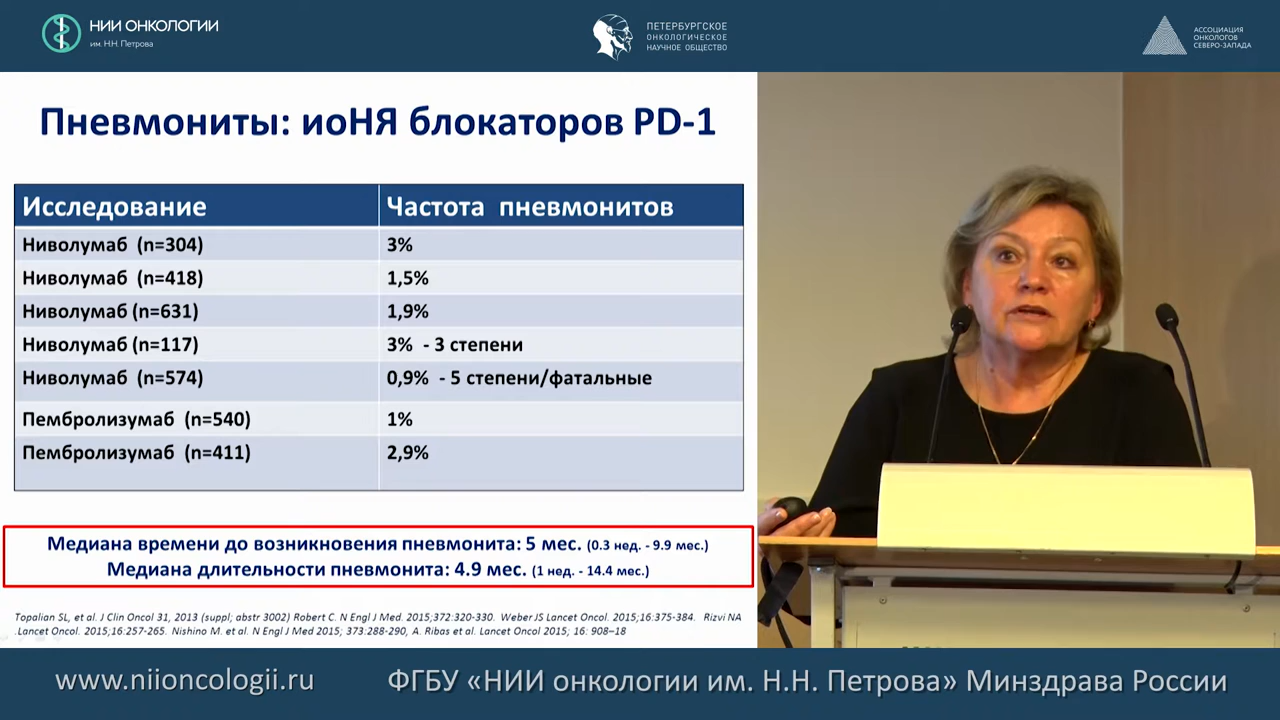 НИИ ОНКОЛОГИИ
им. Н.Н. Петрова
ПЕТЕРБУРГСКОЕ
ОНКОЛОГИЧЕСКОЕ
НАУЧНОЕ ОБЩЕСТВО
АССОЦИАЦИЯ
ОНКОЛОГОВ
СЕВЕРО-ЗАПАДА
Пневмониты: иоНЯ блокаторов PD-1
Исследование Частота пневмонитов
Ниволумаб (n=304) 3%
Ниволумаб (n=418) 1,5%
Ниволумаб (n=631) 1,9%
Ниволумаб (n=117) 3% - 3 степени
Ниволумаб (n=574) 0,9% - 5 степени/фатальные
Пембролизумаб (n=540) 1%
Пембролизумаб (n=411) 2,9%
Медиана времени до возникновения пневмонита: 5 мес. (0.3 нед. - 9.9 мес.)
Медиана длительности пневмонита: 4.9 мес. (1 нед. - 14.4 мес.)
Topalian SL, et al. J Clin Oncol 31, 2013 (suppl; abstr 3002) Robert C. N Engl J Med. 2015;372:320-330. Weber JS Lancet Oncol. 2015;16:375-384. Rizvi NA
.Lancet Oncol. 2015;16:257-265. Nishino M. et al. N Engl J Med 2015; 373:288-290, A. Ribas et al. Lancet Oncol 2015; 16: 908–18
www.niioncologii.ru ФГБУ «НИИ онкологии им. Н.Н. Петрова» Минздрава России